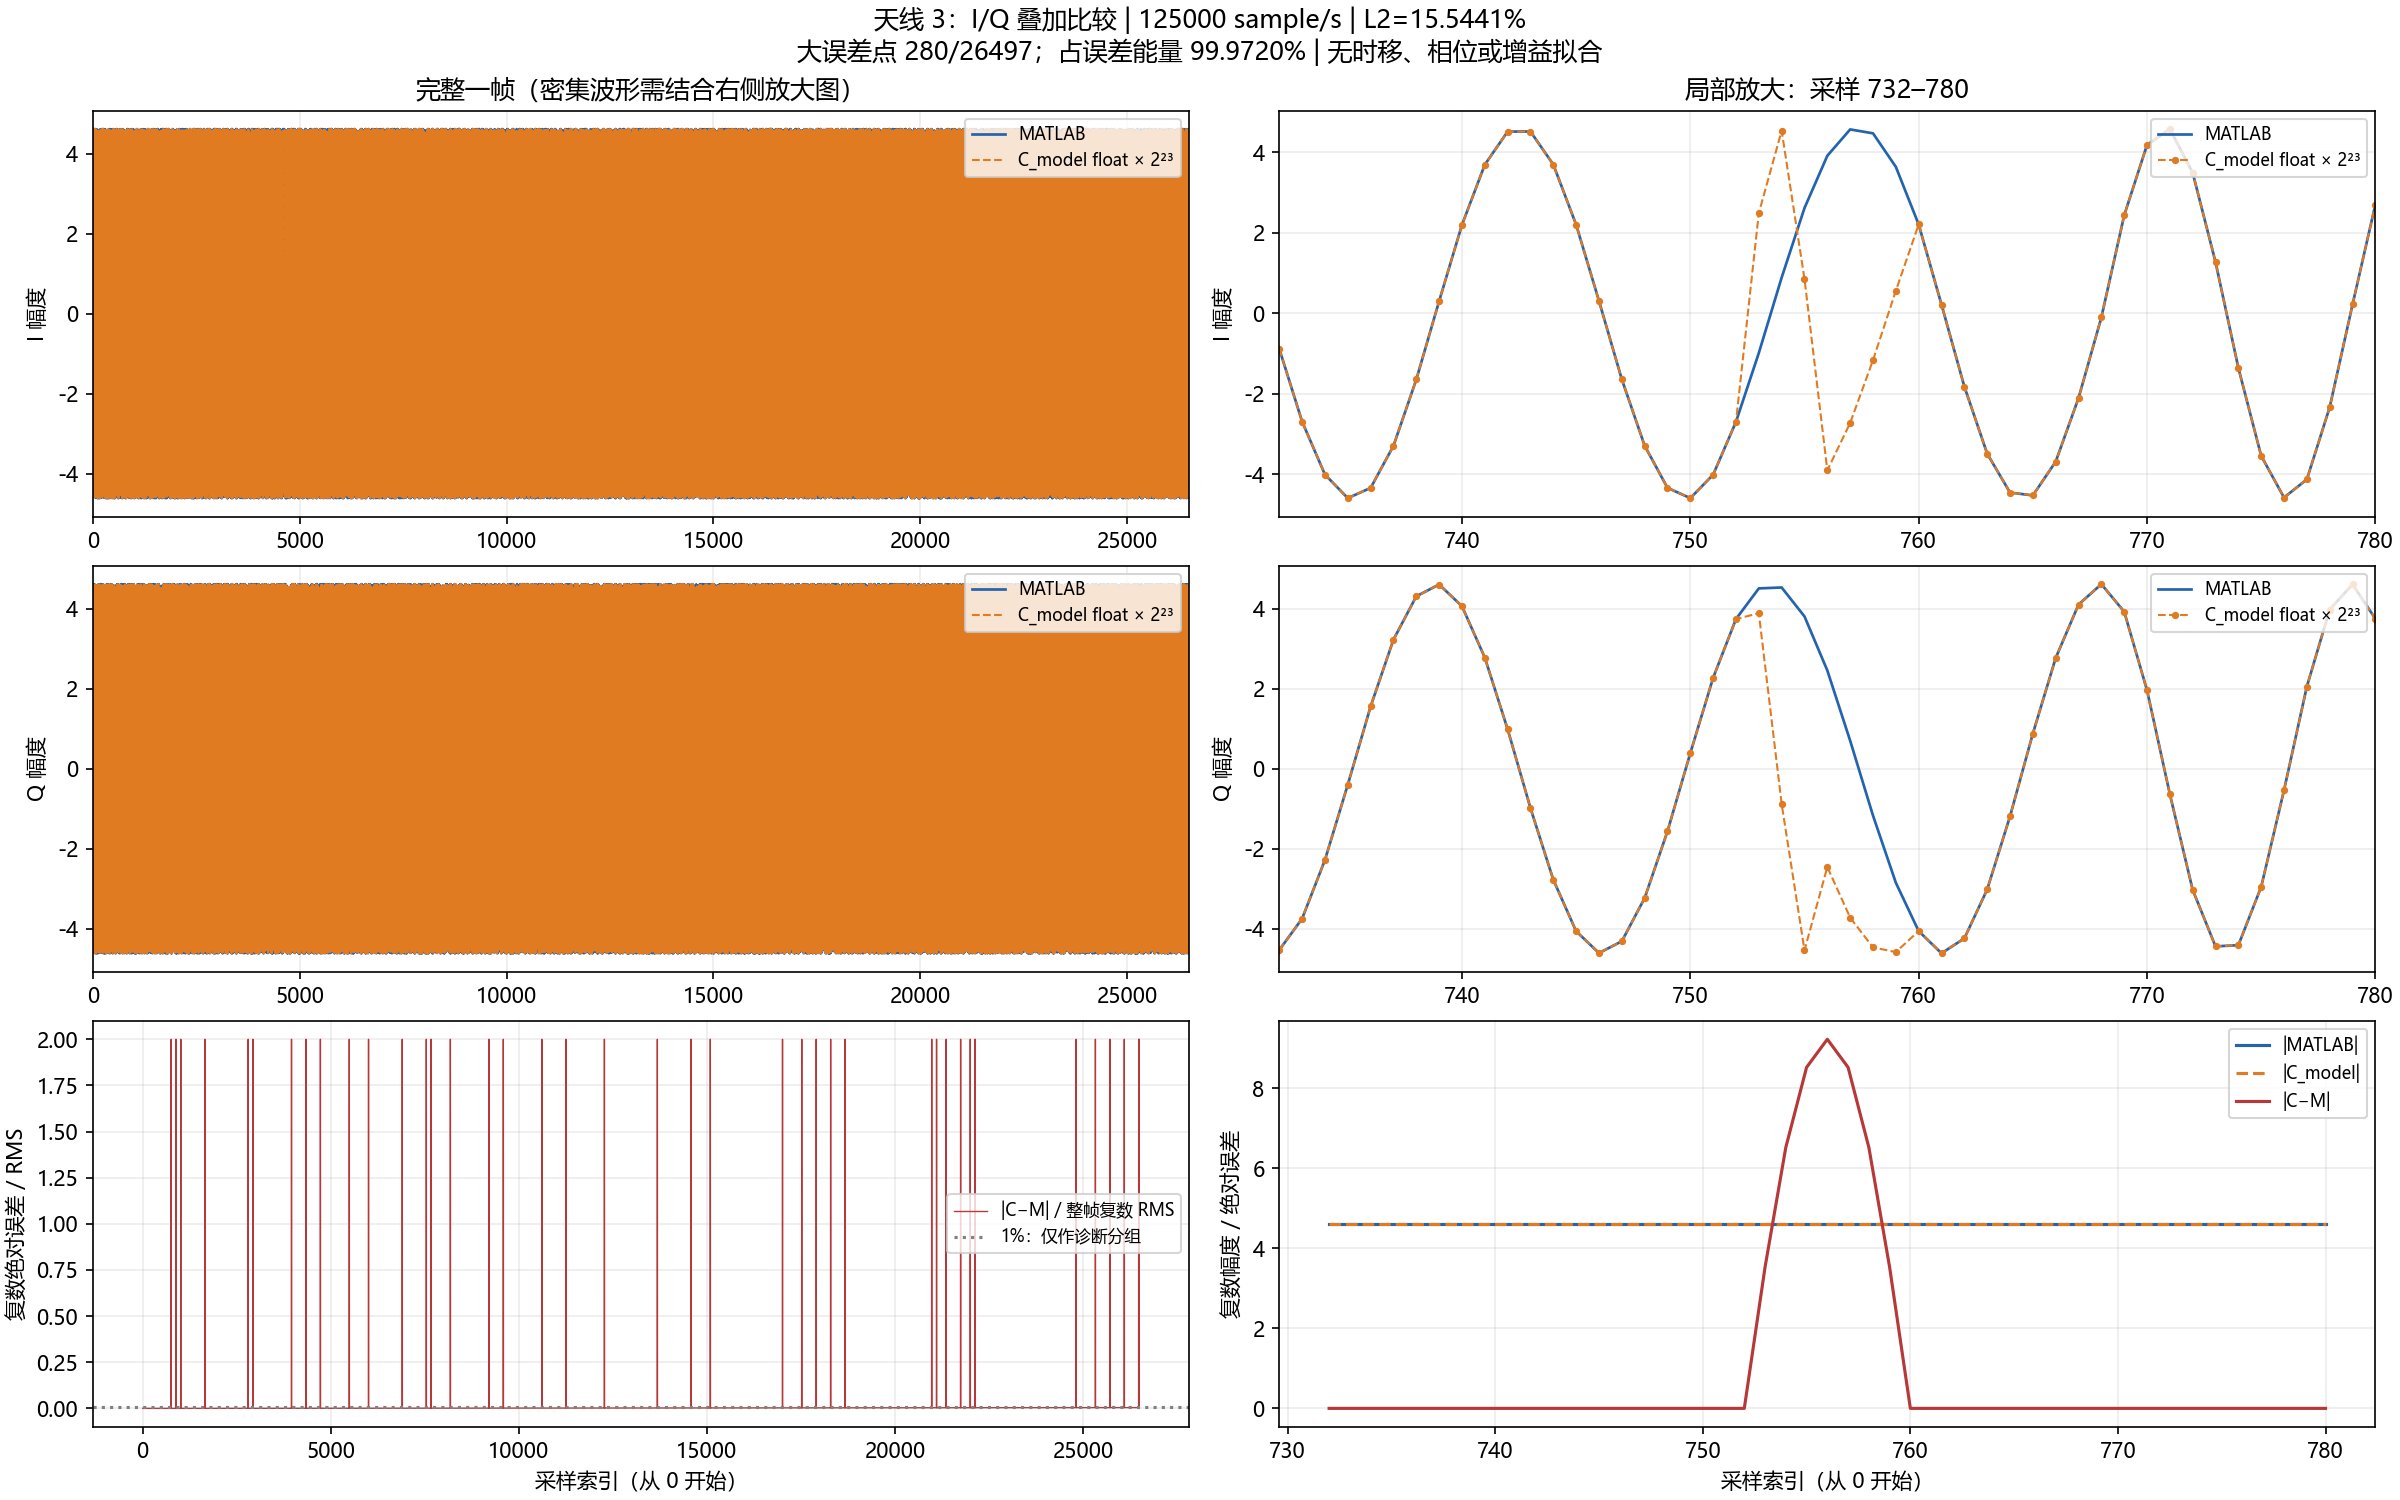 天线 3：I/Q 叠加比较 | 125000 sample/s | L2=15.5441%
大误差点 280/26497；占误差能量 99.9720% | 无时移、相位或增益拟合
完整一帧（密集波形需结合右侧放大图）
I 幅度
4
2
0
-2
-4
MATLAB
C_model float × 2²³
0
5000
10000
15000
20000
25000
局部放大：采样 732–780
I 幅度
4
2
0
-2
-4
MATLAB
C_model float × 2²³
740
750
760
770
780
Q 幅度
4
2
0
-2
-4
MATLAB
C_model float × 2²³
0
5000
10000
15000
20000
25000
Q 幅度
4
2
0
-2
-4
MATLAB
C_model float × 2²³
740
750
760
770
780
复数绝对误差 / RMS
2.00
1.75
1.50
1.25
1.00
0.75
0.50
0.25
0.00
|C−M| / 整帧复数 RMS
1%：仅作诊断分组
0
5000
10000
15000
20000
25000
采样索引（从 0 开始）
复数幅度 / 绝对误差
8
6
4
2
0
|MATLAB|
|C_model|
|C−M|
730
740
750
760
770
780
采样索引（从 0 开始）